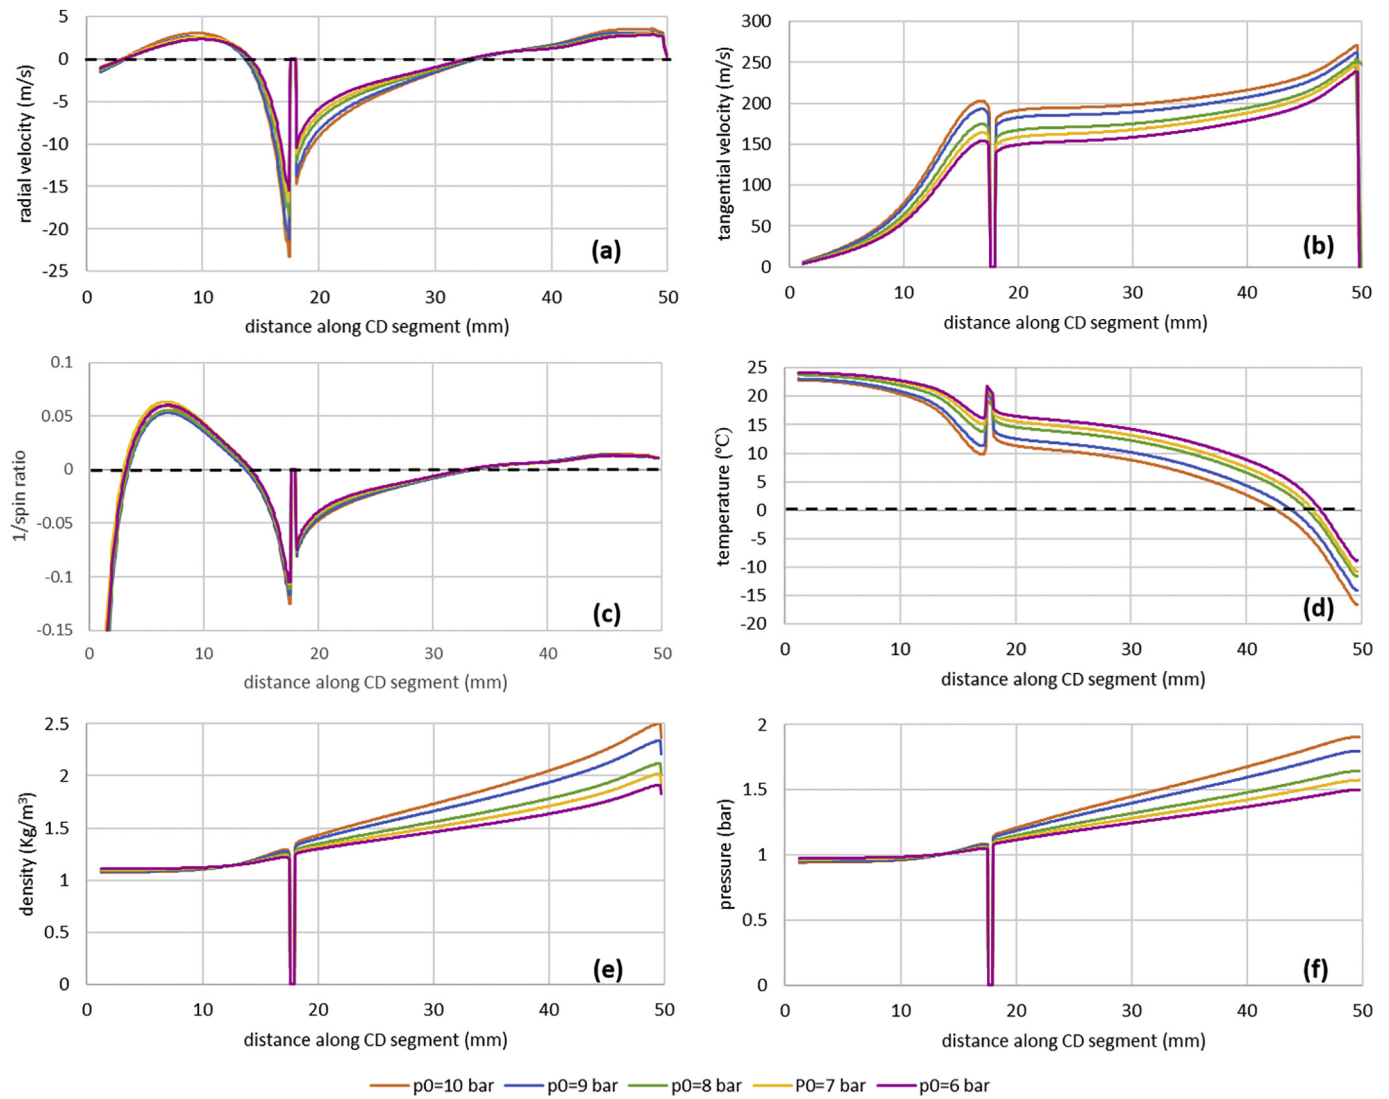 5
0
-5
-10
-15
-20
-25
radial velocity (m/s)
(a)
0 10 20 30 40 50
distance along CD segment (mm)
300
250
200
150
100
50
0
tangential velocity (m/s)
(b)
0 10 20 30 40 50
distance along CD segment (mm)
0.1
0.05
0
-0.05
-0.1
-0.15
1/spin ratio
(c)
0 10 20 30 40 50
distance along CD segment (mm)
25
20
15
10
5
0
-5
-10
-15
-20
temperature (°C)
(d)
0 10 20 30 40 50
distance along CD segment (mm)
2.5
2
1.5
1
0.5
0
density (Kg/m³)
(e)
0 10 20 30 40 50
distance along CD segment (mm)
2
1.5
1
0.5
0
pressure (bar)
(f)
0 10 20 30 40 50
distance along CD segment (mm)
p0=10 bar p0=9 bar p0=8 bar P0=7 bar p0=6 bar